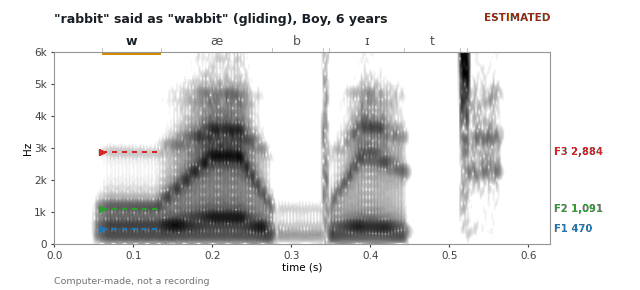 "rabbit" said as "wabbit" (gliding), Boy, 6 years
ESTIMATED
w æ b ɪ t
6k
5k
4k
3k
2k
1k
0
Hz
F3 2,884
F2 1,091
F1 470
0.0 0.1 0.2 0.3 0.4 0.5 0.6
time (s)
Computer-made, not a recording